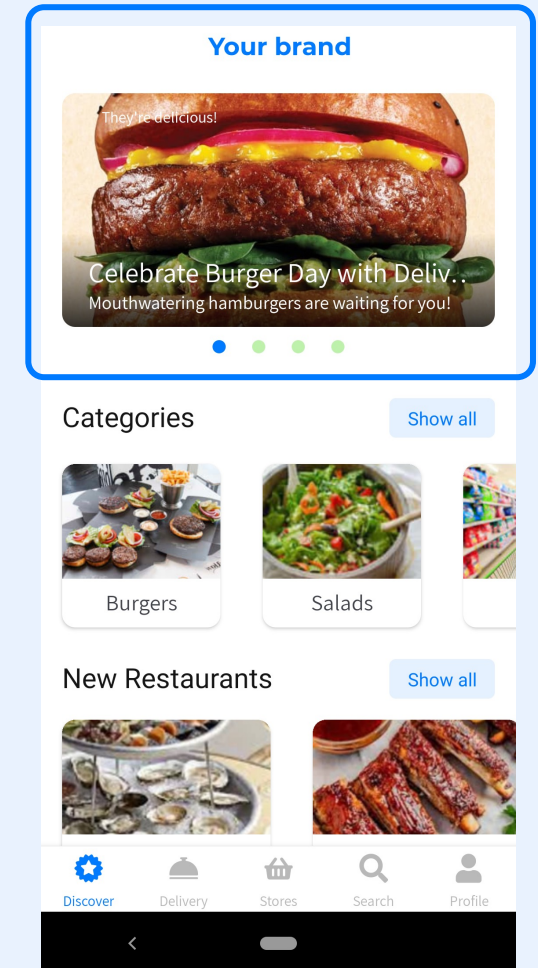 Your brand
They're delicious!
Celebrate Burger Day with Deliv..
Mouthwatering hamburgers are waiting for you!
Categories
Show all
Burgers
Salads
New Restaurants
Show all
Discover
Delivery
Stores
Search
Profile